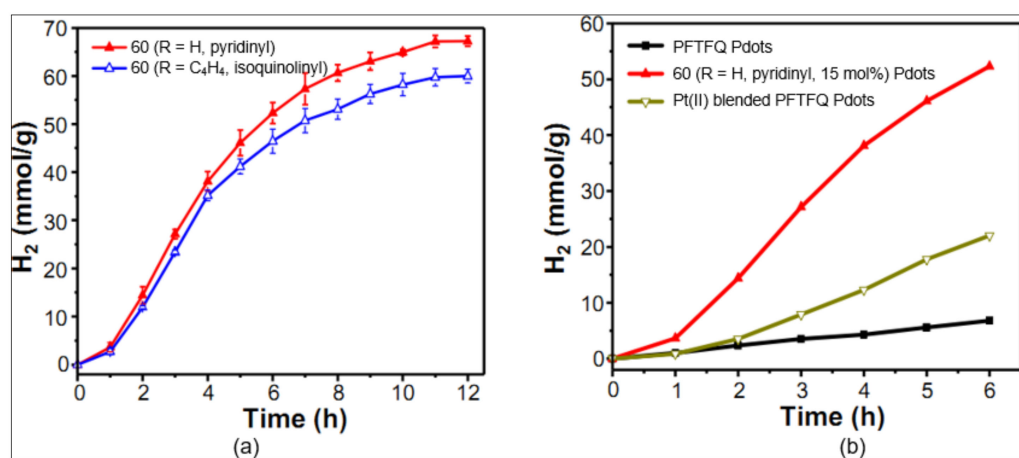 70
60
50
40
30
20
10
0
H₂ (mmol/g)
60 (R = H, pyridinyl)
60 (R = C₄H₄, isoquinolinyl)
0 2 4 6 8 10 12
Time (h)
(a)
60
50
40
30
20
10
0
H₂ (mmol/g)
PFTFQ Pdots
60 (R = H, pyridinyl, 15 mol%) Pdots
Pt(II) blended PFTFQ Pdots
0 1 2 3 4 5 6
Time (h)
(b)